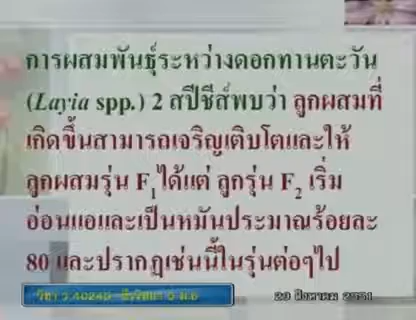 การผสมพันธุ์ระหว่างดอกทานตะวัน
(Layia spp.) 2 สปีชีส์พบว่า ลูกผสมที่
เกิดขึ้นสามารถเจริญเติบโตและให้
ลูกผสมรุ่น F1ได้แต่ ลูกรุ่น F2 เริ่ม
อ่อนแอและเป็นหมันประมาณร้อยละ
80 และปรากฏเช่นนี้ในรุ่นต่อๆไป